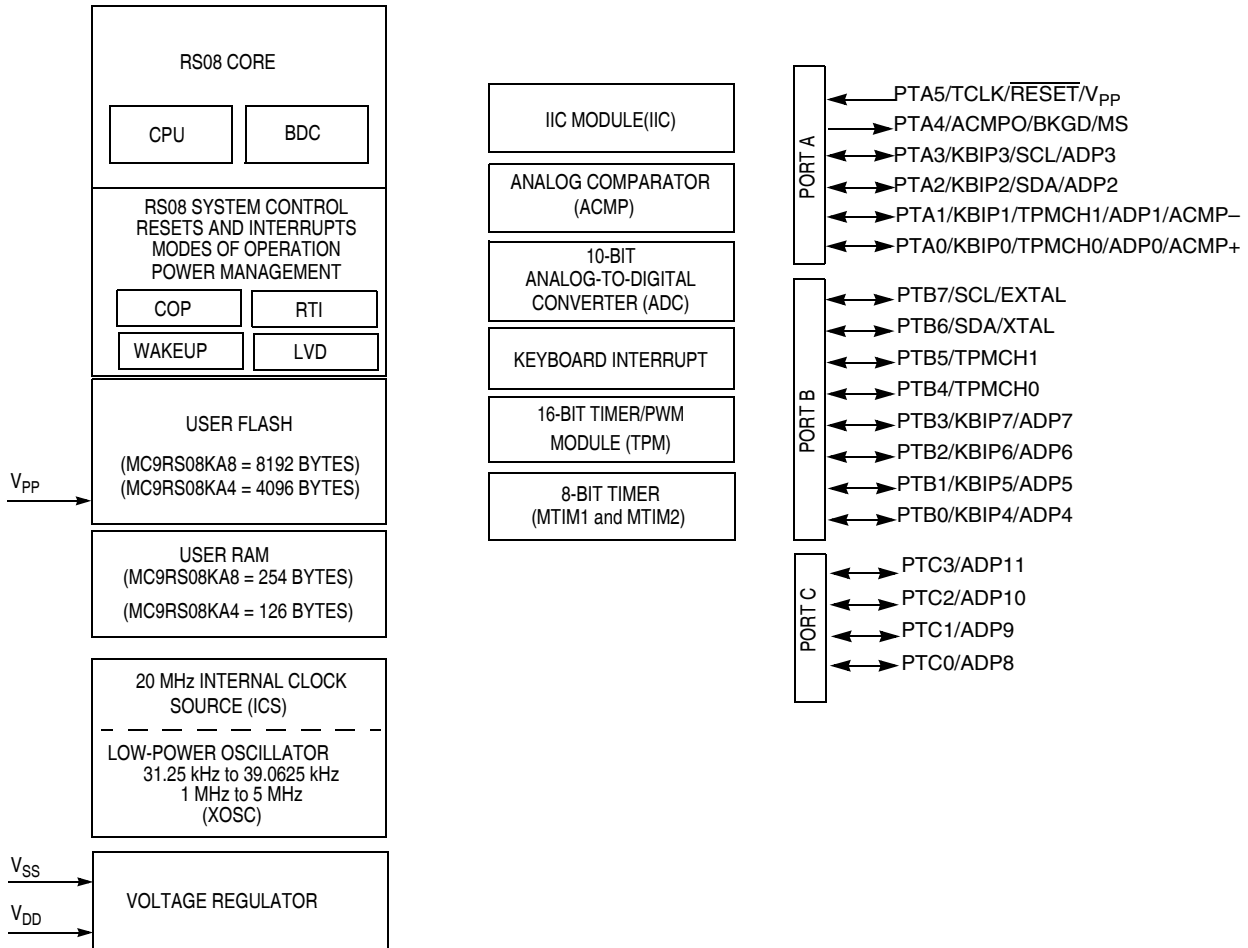 RS08 CORE
CPU
BDC
RS08 SYSTEM CONTROL
RESETS AND INTERRUPTS
MODES OF OPERATION
POWER MANAGEMENT
COP
RTI
WAKEUP
LVD
USER FLASH
(MC9RS08KA8 = 8192 BYTES)
(MC9RS08KA4 = 4096 BYTES)
VPP
USER RAM
(MC9RS08KA8 = 254 BYTES)
(MC9RS08KA4 = 126 BYTES)
20 MHz INTERNAL CLOCK
SOURCE (ICS)
LOW-POWER OSCILLATOR
31.25 kHz to 39.0625 kHz
1 MHz to 5 MHz
(XOSC)
VSS
VDD
VOLTAGE REGULATOR
IIC MODULE(IIC)
ANALOG COMPARATOR
(ACMP)
10-BIT
ANALOG-TO-DIGITAL
CONVERTER (ADC)
KEYBOARD INTERRUPT
16-BIT TIMER/PWM
MODULE (TPM)
8-BIT TIMER
(MTIM1 and MTIM2)
PORT A
PTA5/TCLK/RESET/VPP
PTA4/ACMPO/BKGD/MS
PTA3/KBIP3/SCL/ADP3
PTA2/KBIP2/SDA/ADP2
PTA1/KBIP1/TPMCH1/ADP1/ACMP–
PTA0/KBIP0/TPMCH0/ADP0/ACMP+
PORT B
PTB7/SCL/EXTAL
PTB6/SDA/XTAL
PTB5/TPMCH1
PTB4/TPMCH0
PTB3/KBIP7/ADP7
PTB2/KBIP6/ADP6
PTB1/KBIP5/ADP5
PTB0/KBIP4/ADP4
PORT C
PTC3/ADP11
PTC2/ADP10
PTC1/ADP9
PTC0/ADP8